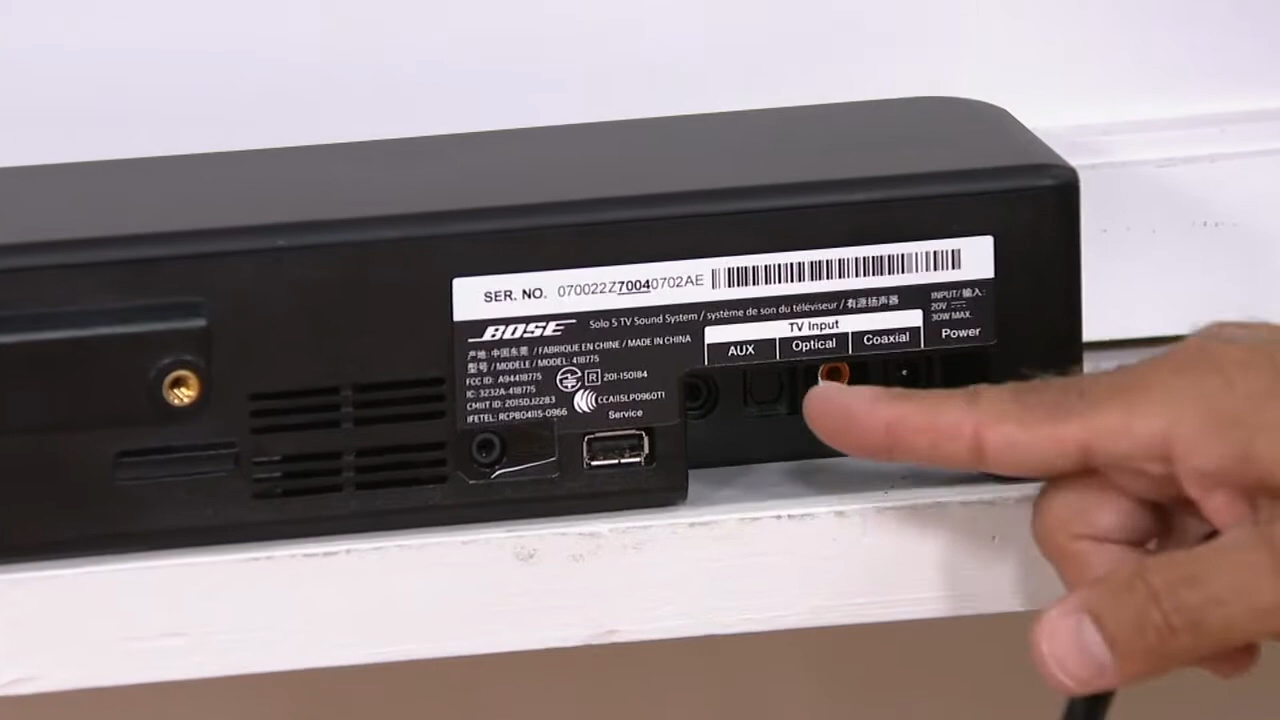 SER. NO. 070022Z70040702AE
BOSE
Solo 5 TV Sound System / système de son du téléviseur / 有源扬声器
产地: 中国东莞 / FABRIQUE EN CHINE / MADE IN CHINA
型号 / MODELE / MODEL: 418775
FCC ID: A94418775
IC: 3232A-418775
CMIIT ID: 2015DJ2283
IFETEL: RCPBO4115-0966
R 201-150184
CCAI15LP0960T1
Service
TV Input
AUX
Optical
Coaxial
INPUT/输入:
20V
30W MAX.
Power